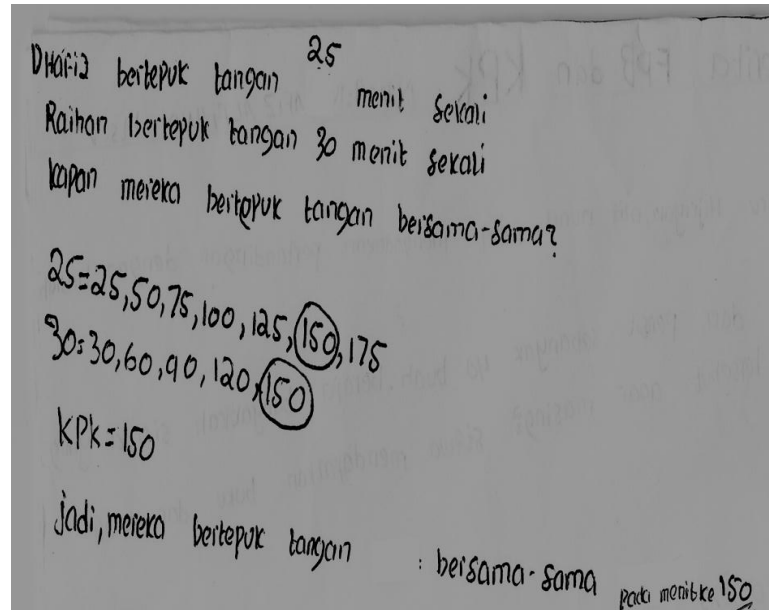 Dhafia bertepuk tangan 25 menit sekali
Raihan bertepuk tangan 30 menit sekali
kapan mereka bertepuk tangan bersama-sama?
25=25,50,75,100,125,150,175
30=30,60,90,120,150
KPK=150
jadi, mereka bertepuk tangan : bersama-sama pada menit ke 150